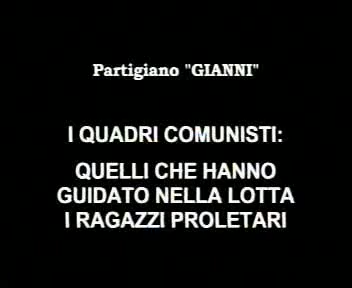 Partigiano "GIANNI"
I QUADRI COMUNISTI:
QUELLI CHE HANNO
GUIDATO NELLA LOTTA
I RAGAZZI PROLETARI